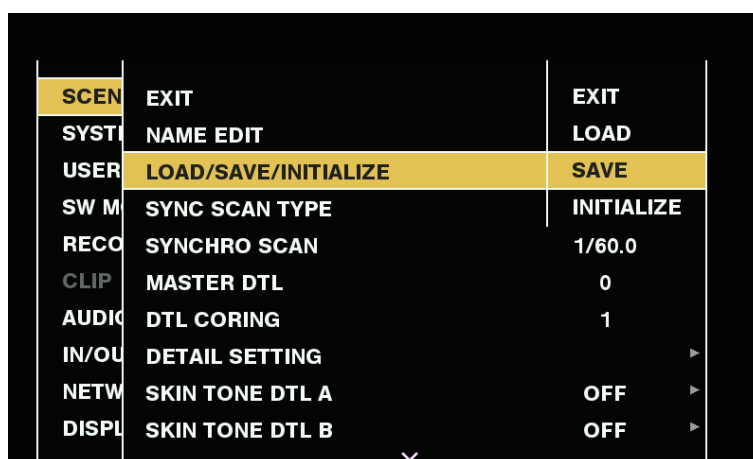 SCEN EXIT EXIT
SYSTI NAME EDIT LOAD
USER LOAD/SAVE/INITIALIZE SAVE
SW M SYNC SCAN TYPE INITIALIZE
RECO SYNCHRO SCAN 1/60.0
CLIP MASTER DTL 0
AUDIO DTL CORING 1
IN/OU DETAIL SETTING
NETW SKIN TONE DTL A OFF
DISPL SKIN TONE DTL B OFF